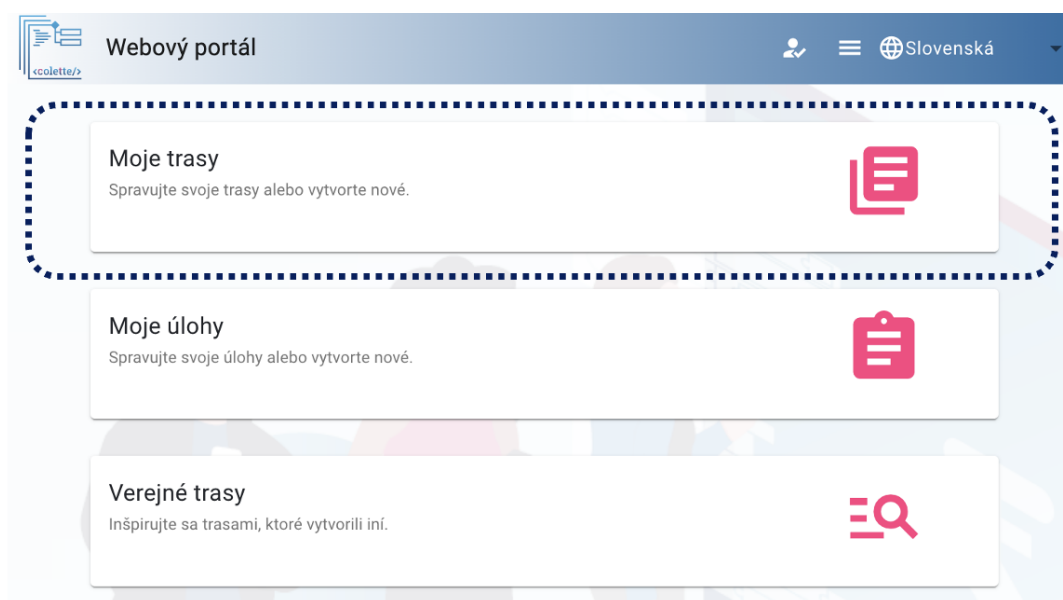 <colette/>
Webový portál
Slovenská
Moje trasy
Spravujte svoje trasy alebo vytvorte nové.
Moje úlohy
Spravujte svoje úlohy alebo vytvorte nové.
Verejné trasy
Inšpirujte sa trasami, ktoré vytvorili iní.